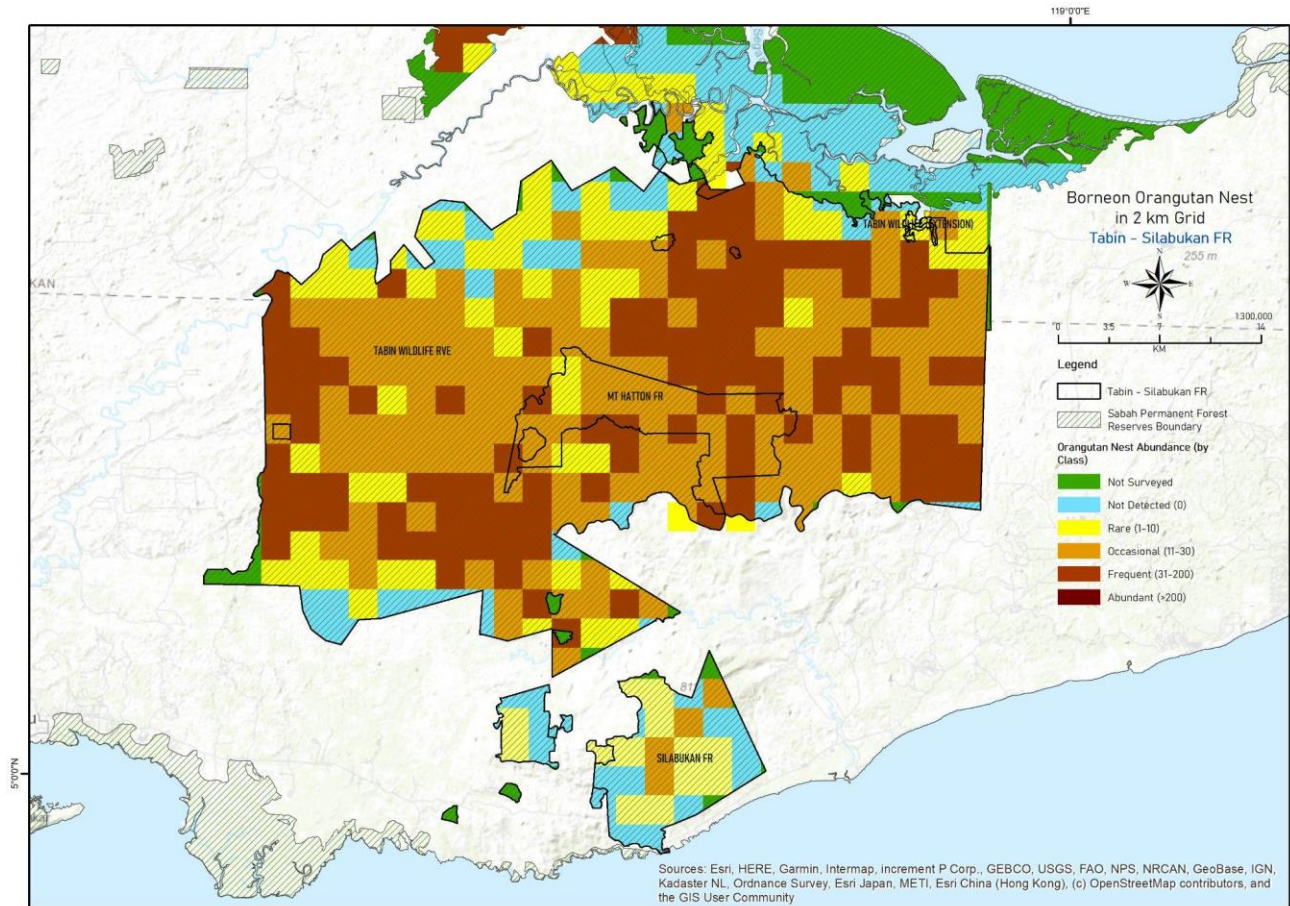 119°0'0"E
Borneon Orangutan Nest
in 2 km Grid
Tabin - Silabukan FR
255 m
N
W
E
S
1:300,000
0 3.5 7 14
KM
Legend
Tabin - Silabukan FR
Sabah Permanent Forest
Reserves Boundary
Orangutan Nest Abundance (by
Class)
Not Surveyed
Not Detected (0)
Rare (1-10)
Occasional (11-30)
Frequent (31-200)
Abundant (>200)
KAN
TABIN WILDLIFE RVE
MT HATTON FR
SILABUKAN FR
5°0'0"N
Sources: Esri, HERE, Garmin, Intermap, increment P Corp., GEBCO, USGS, FAO, NPS, NRCAN, GeoBase, IGN,
Kadaster NL, Ordnance Survey, Esri Japan, METI, Esri China (Hong Kong), (c) OpenStreetMap contributors, and
the GIS User Community